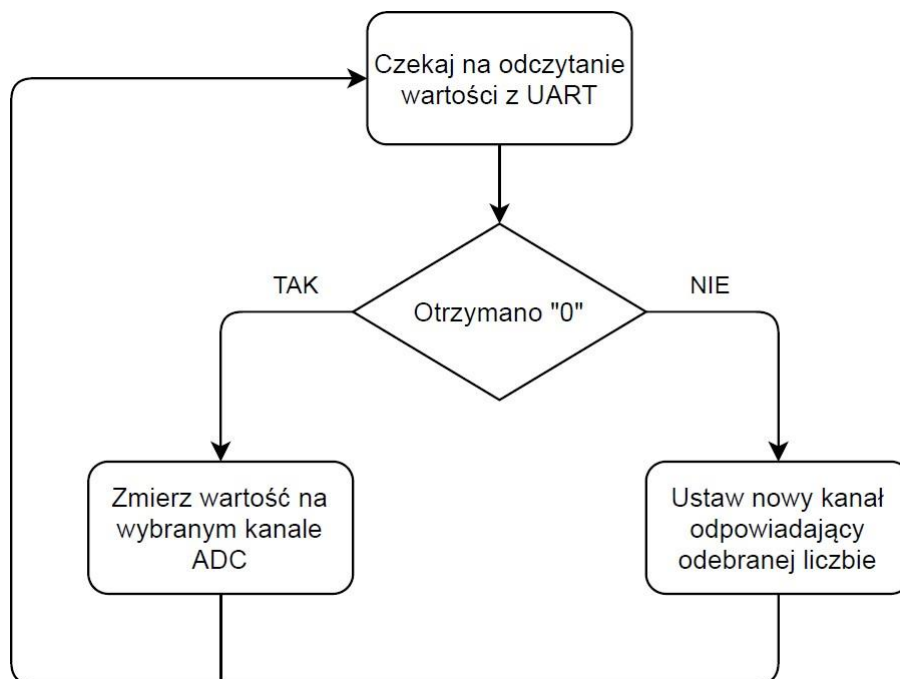 Czekaj na odczytanie
wartości z UART
TAK
NIE
Otrzymano "0"
Zmierz wartość na
wybranym kanale
ADC
Ustaw nowy kanał
odpowiadający
odebranej liczbie